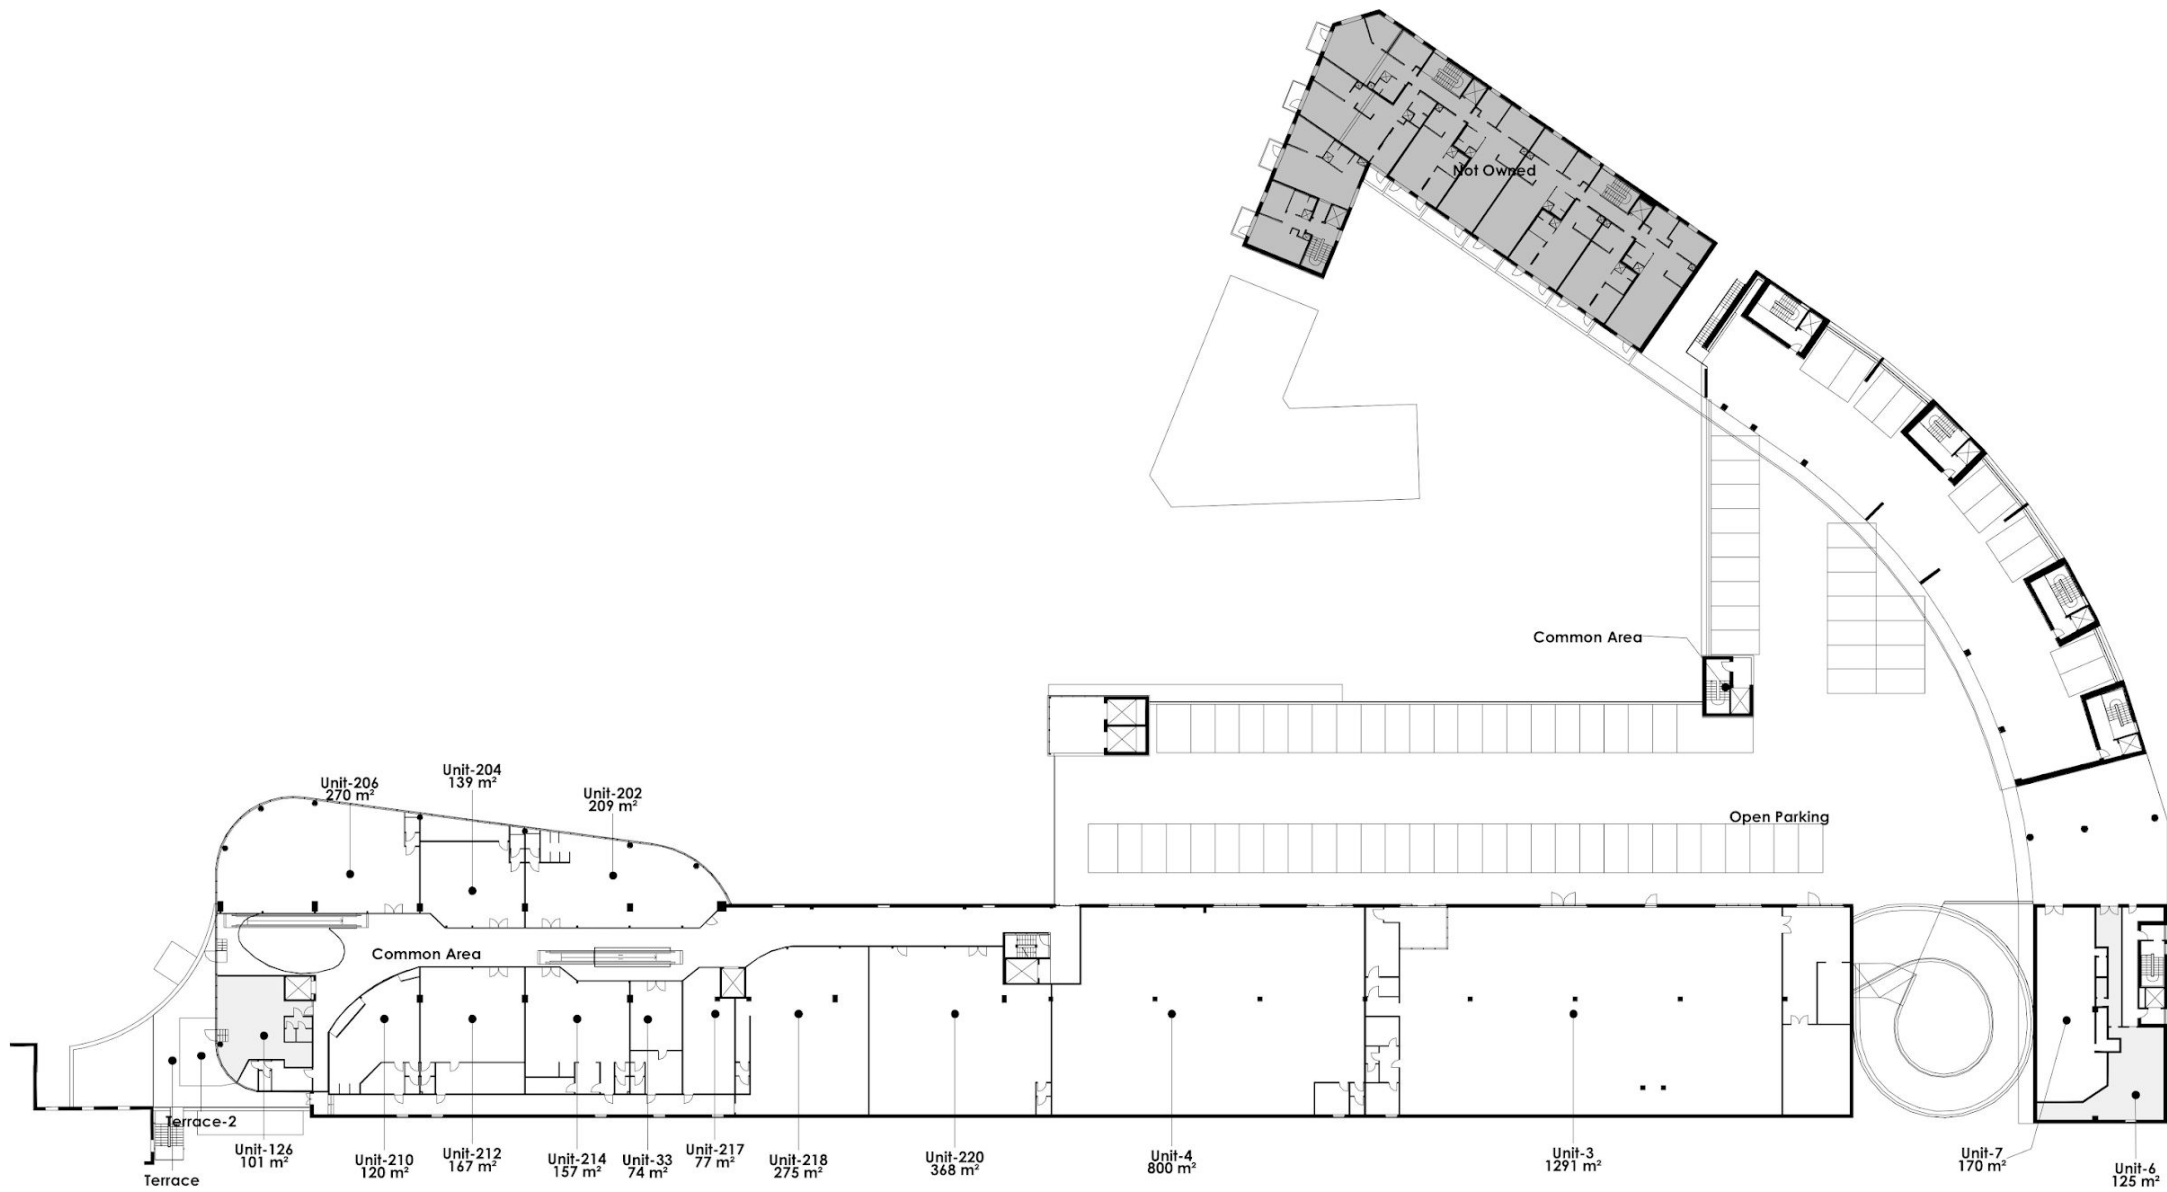 Not Owned
Common Area
Unit-204
139 m²
Unit-206
270 m²
Unit-202
209 m²
Open Parking
Common Area
Terrace-2
Unit-126
101 m²
Unit-210
120 m²
Unit-212
167 m²
Unit-214
157 m²
Unit-33
74 m²
Unit-217
77 m²
Unit-218
275 m²
Unit-220
368 m²
Unit-4
800 m²
Unit-3
1291 m²
Unit-7
170 m²
Unit-6
125 m²
Terrace